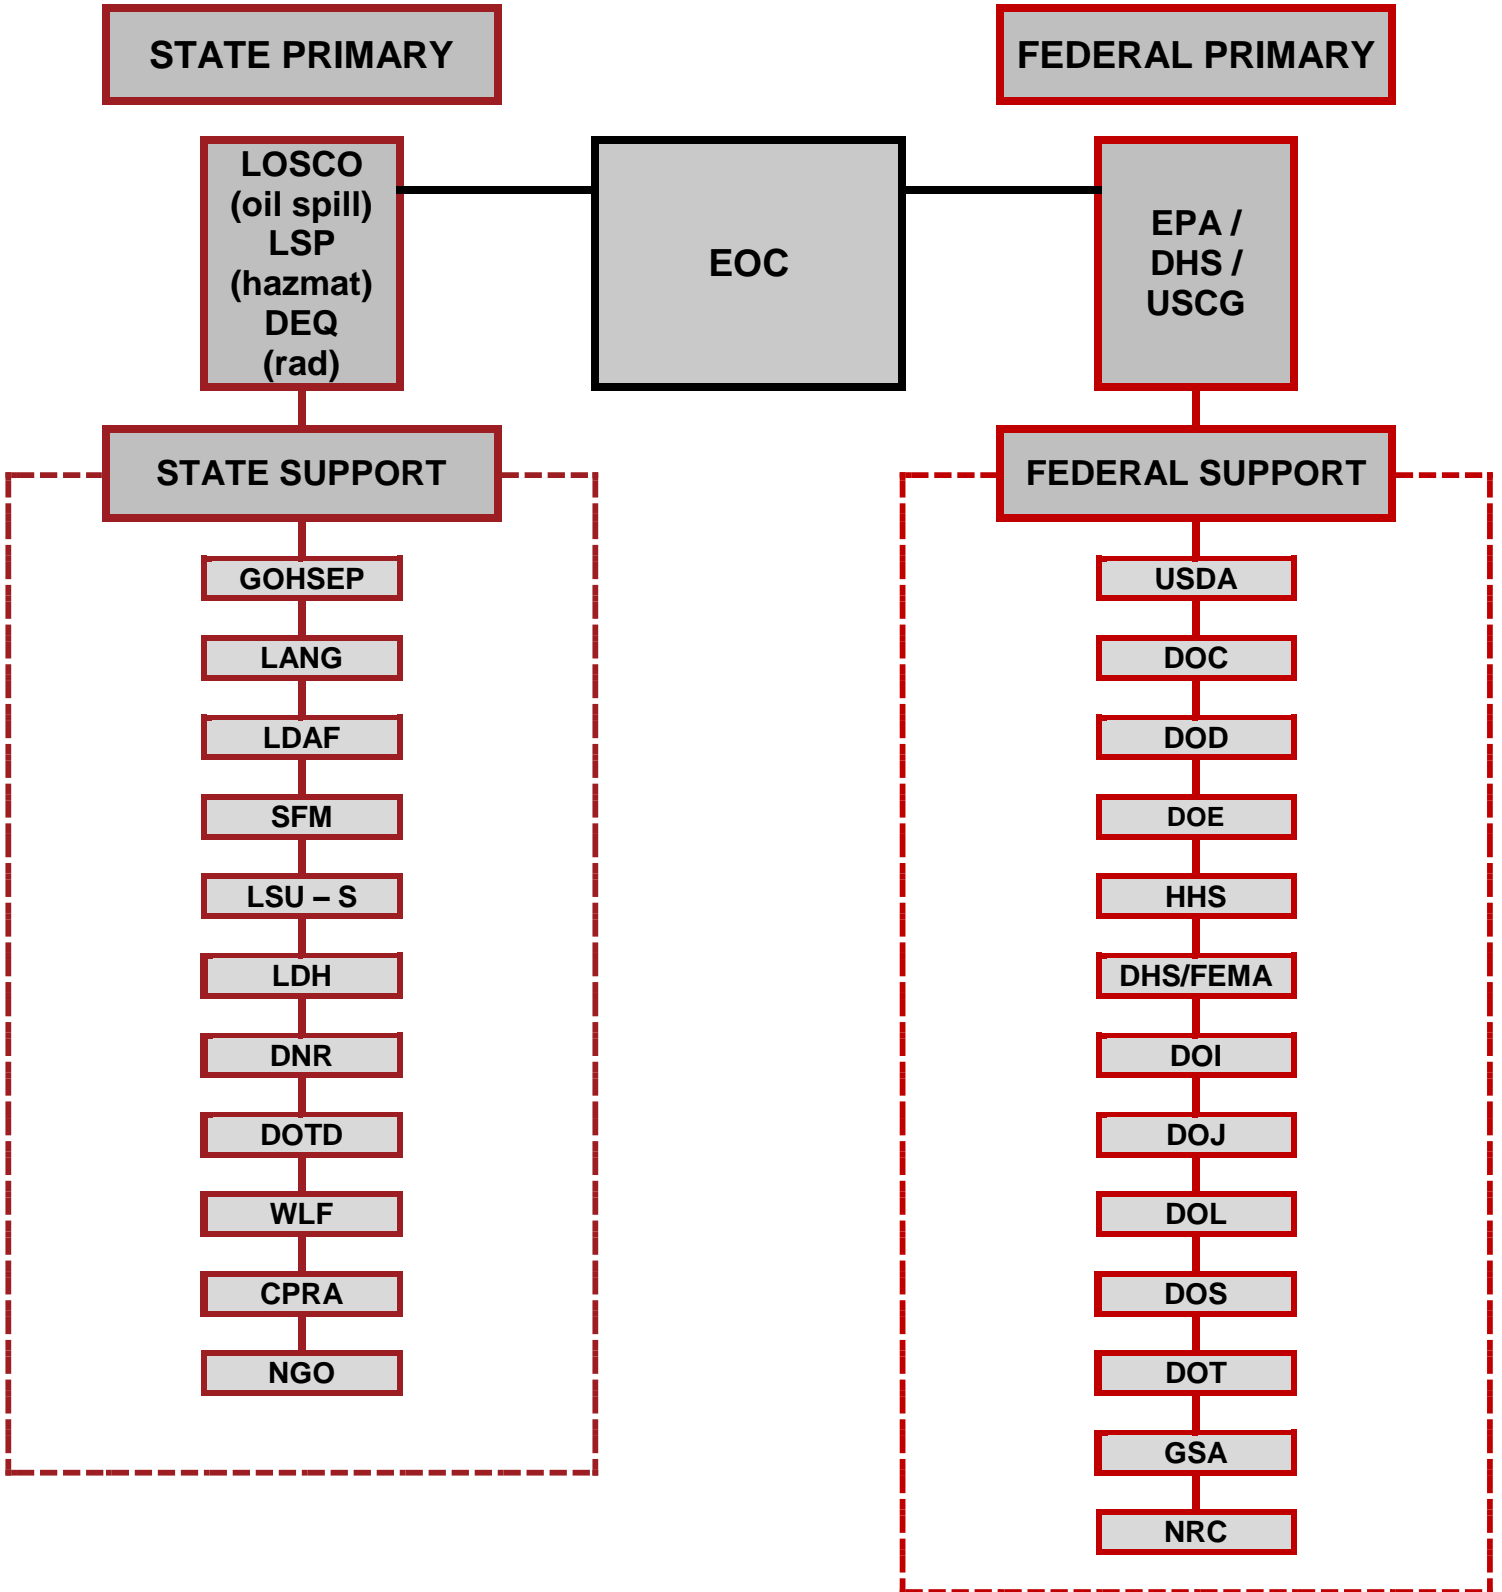 STATE PRIMARY
FEDERAL PRIMARY
LOSCO
(oil spill)
LSP
(hazmat)
DEQ
(rad)
EOC
EPA /
DHS /
USCG
STATE SUPPORT
GOHSEP
LANG
LDAF
SFM
LSU – S
LDH
DNR
DOTD
WLF
CPRA
NGO
FEDERAL SUPPORT
USDA
DOC
DOD
DOE
HHS
DHS/FEMA
DOI
DOJ
DOL
DOS
DOT
GSA
NRC